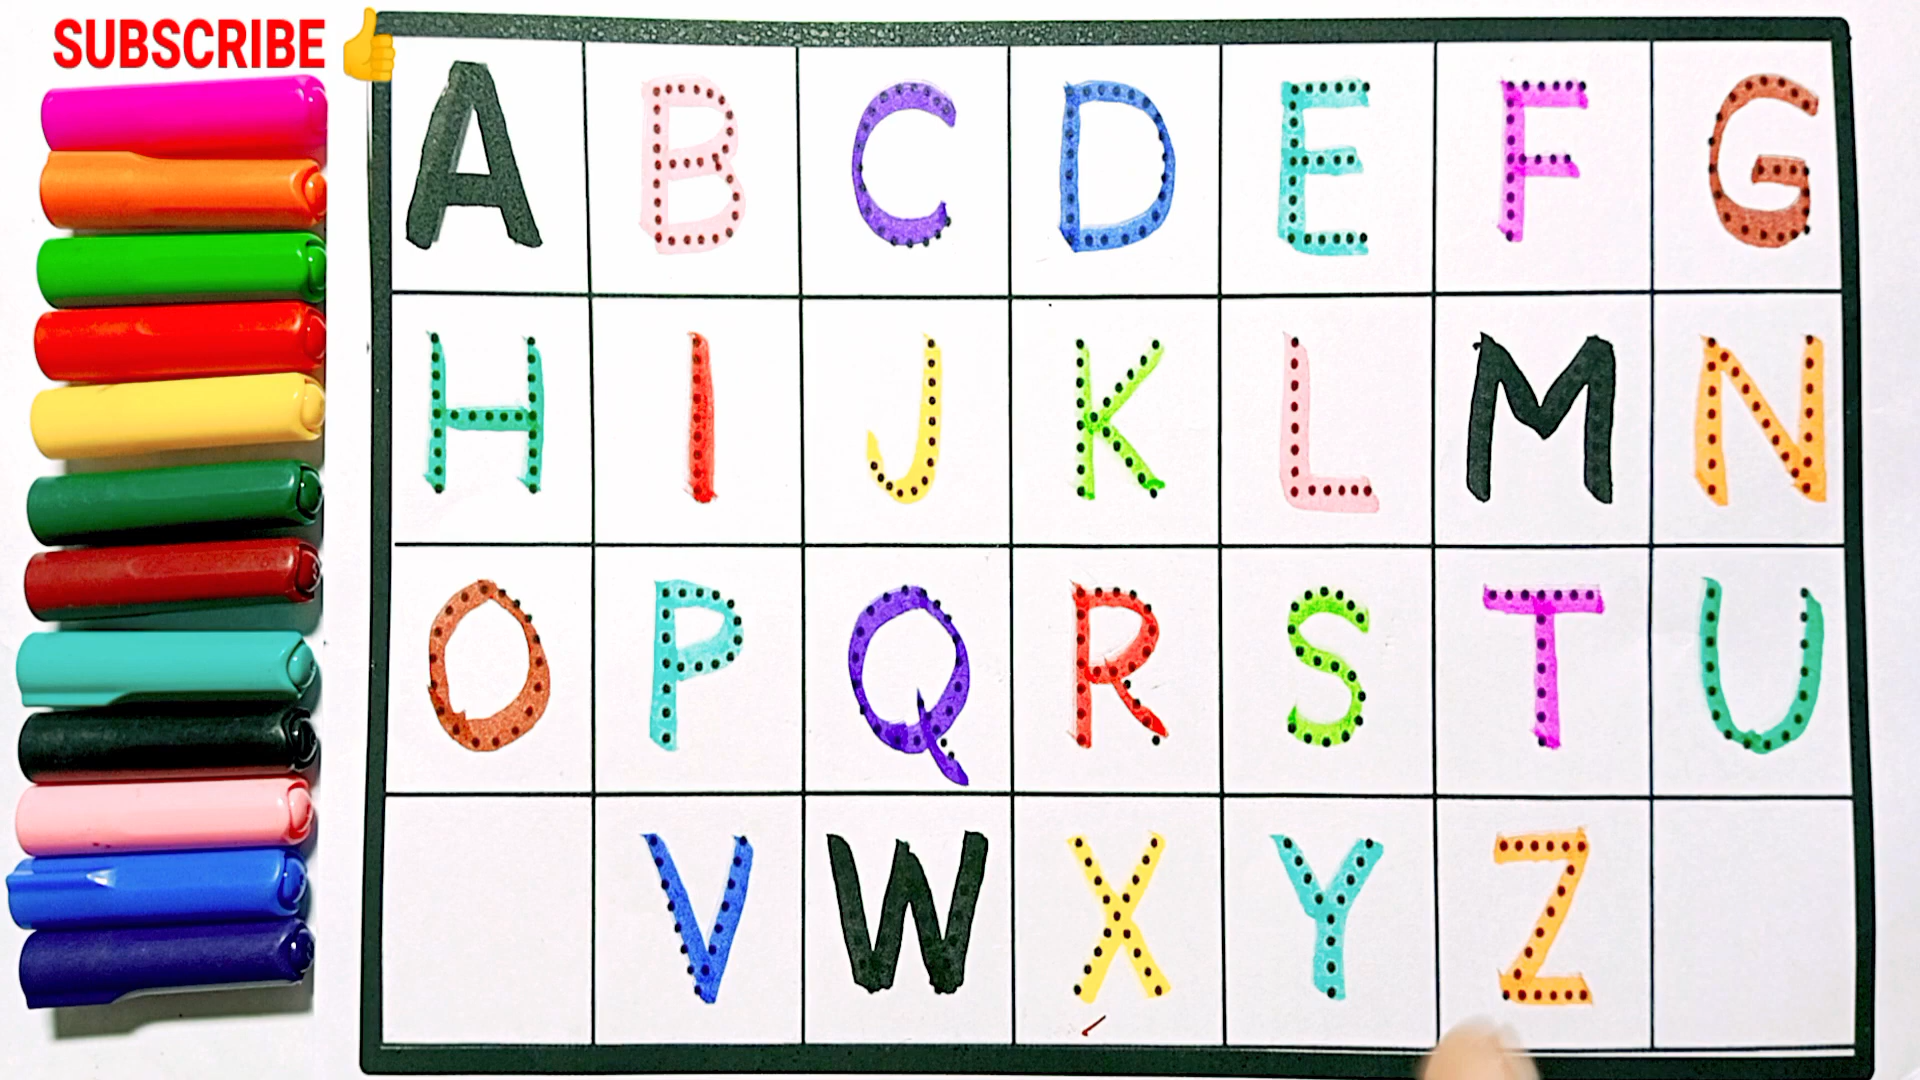 SUBSCRIBE
A B C D E F G
H I J K L M N
O P Q R S T U
V W X Y Z